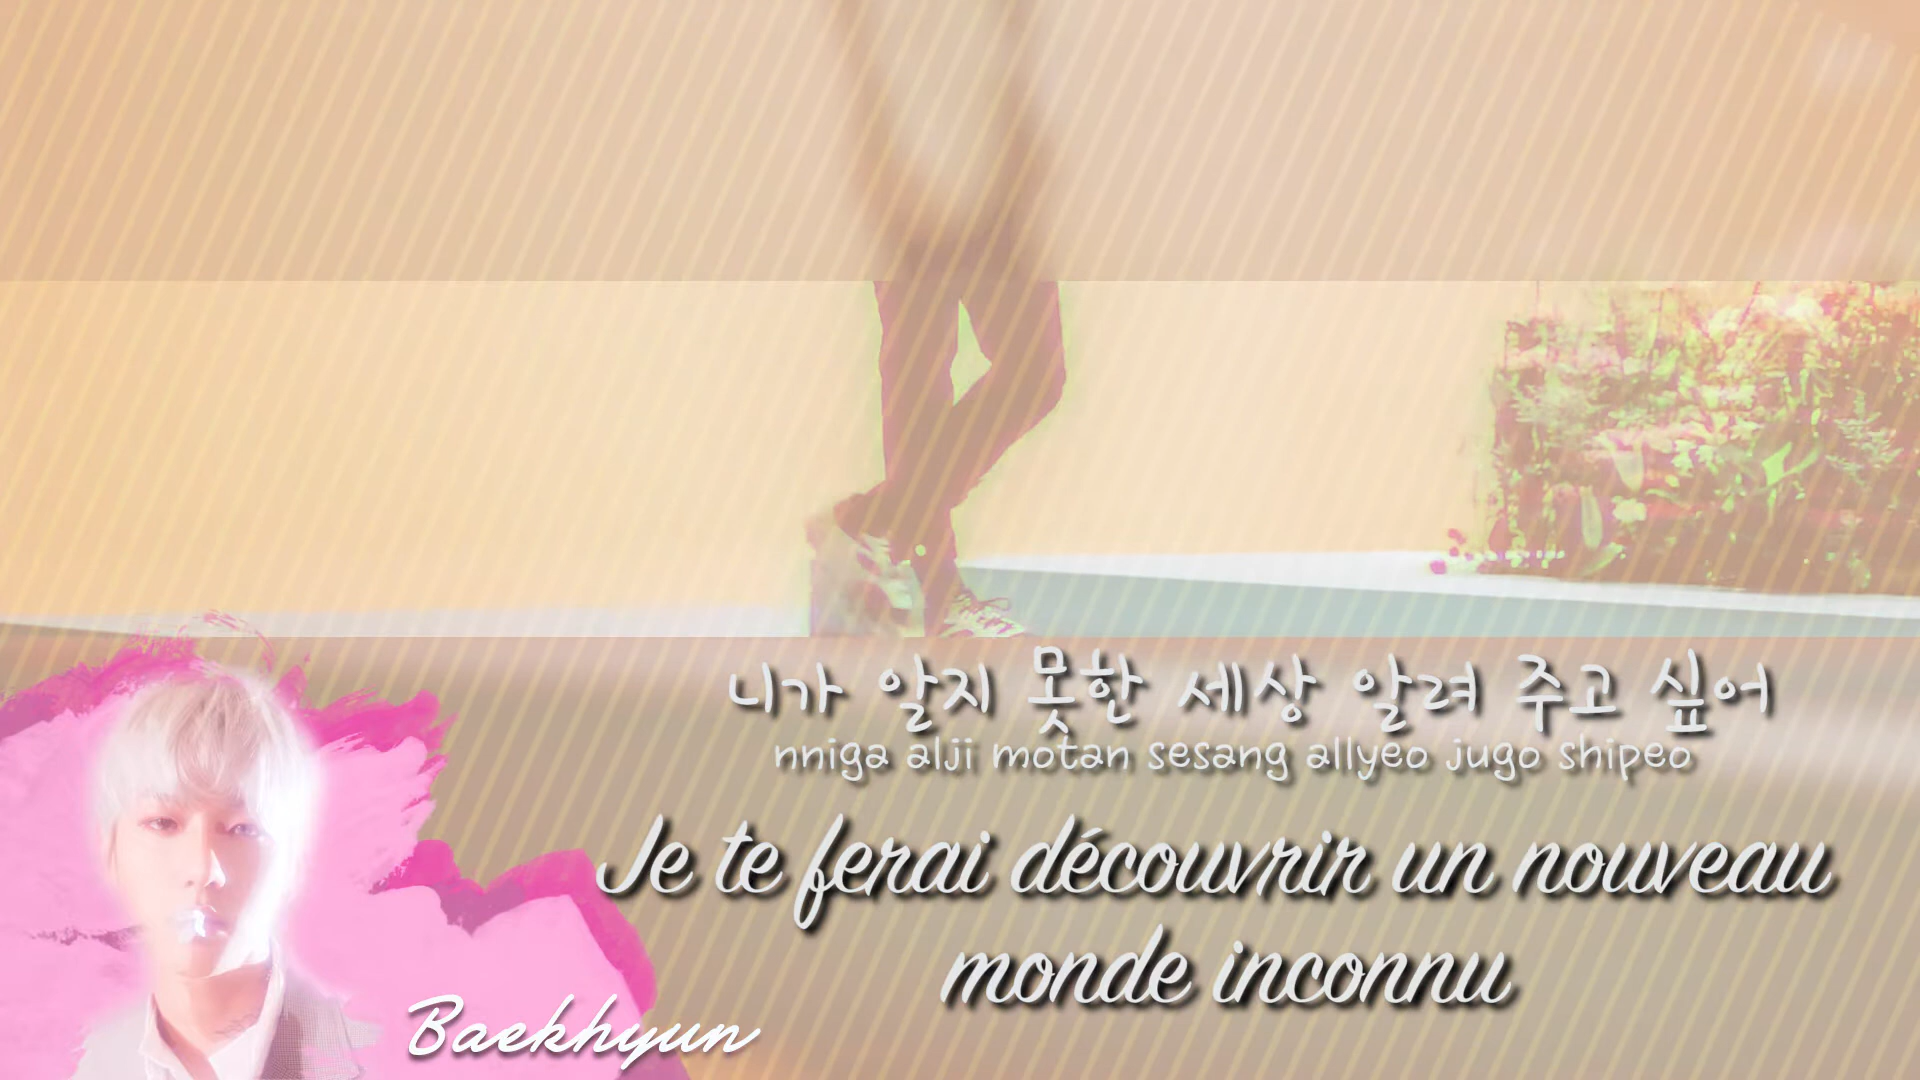 니가 알지 못한 세상 알려 주고 싶어
nniga alji motan sesang allyeo jugo shipeo
Je te ferai découvrir un nouveau
monde inconnu
Baekhyun